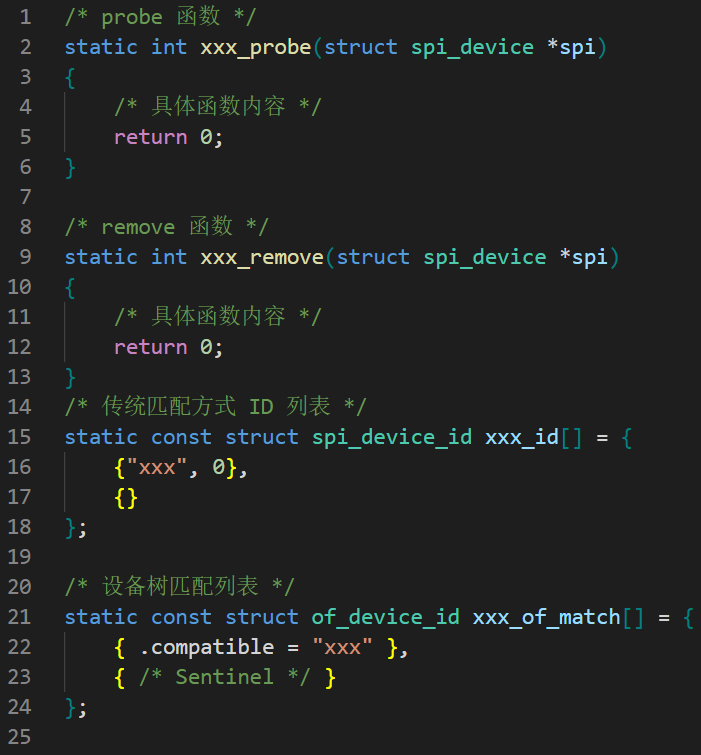 1 /* probe 函数 */
2 static int xxx_probe(struct spi_device *spi)
3 {
4     /* 具体函数内容 */
5     return 0;
6 }
7
8 /* remove 函数 */
9 static int xxx_remove(struct spi_device *spi)
10 {
11     /* 具体函数内容 */
12     return 0;
13 }
14 /* 传统匹配方式 ID 列表 */
15 static const struct spi_device_id xxx_id[] = {
16     {"xxx", 0},
17     {}
18 };
19
20 /* 设备树匹配列表 */
21 static const struct of_device_id xxx_of_match[] = {
22     { .compatible = "xxx" },
23     { /* Sentinel */ }
24 };
25